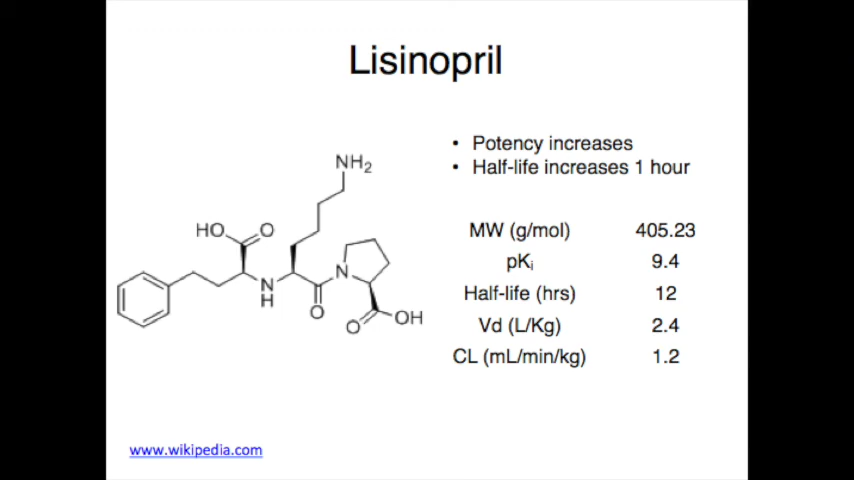 Lisinopril
• Potency increases
• Half-life increases 1 hour
NH2
HO
O
N
H
O
N
O
OH
MW (g/mol) 405.23
pKi 9.4
Half-life (hrs) 12
Vd (L/Kg) 2.4
CL (mL/min/kg) 1.2
www.wikipedia.com